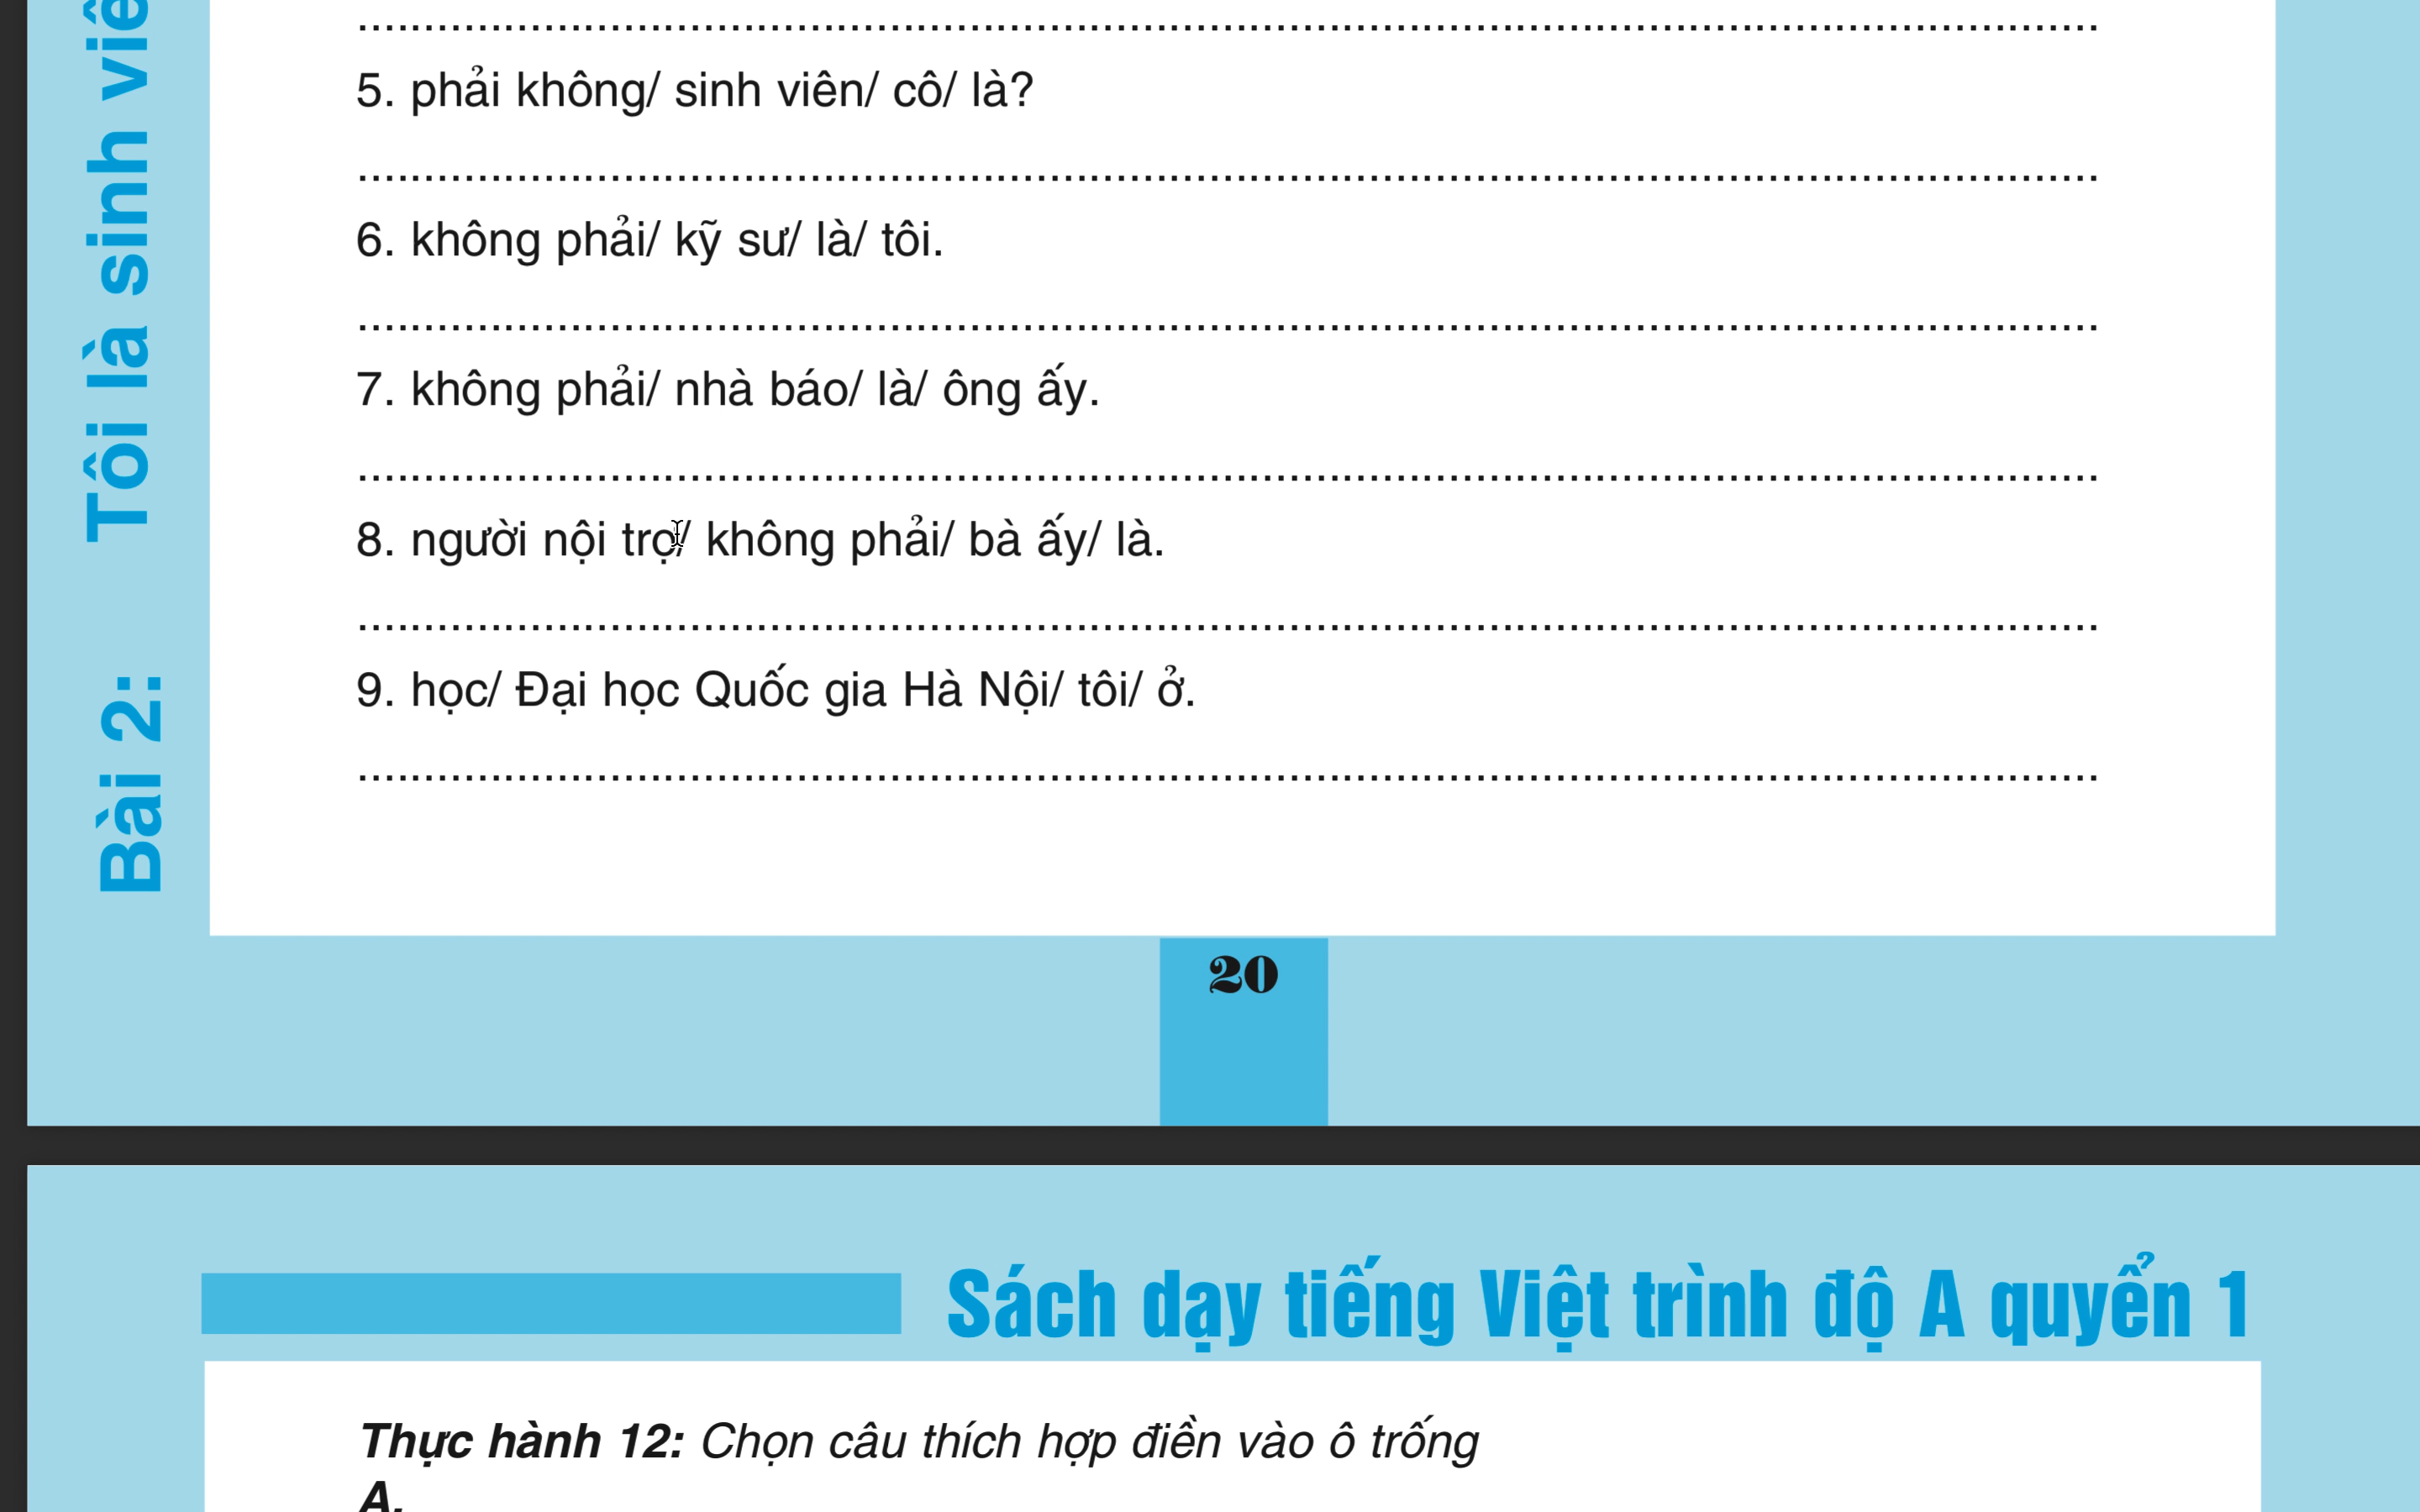 Bài 2: Tôi là sinh viê
5. phải không/ sinh viên/ cô/ là?
6. không phải/ kỹ sư/ là/ tôi.
7. không phải/ nhà báo/ là/ ông ấy.
8. người nội trợ/ không phải/ bà ấy/ là.
9. học/ Đại học Quốc gia Hà Nội/ tôi/ ở.
20
Sách dạy tiếng Việt trình độ A quyển 1
Thực hành 12: Chọn câu thích hợp điền vào ô trống
A.